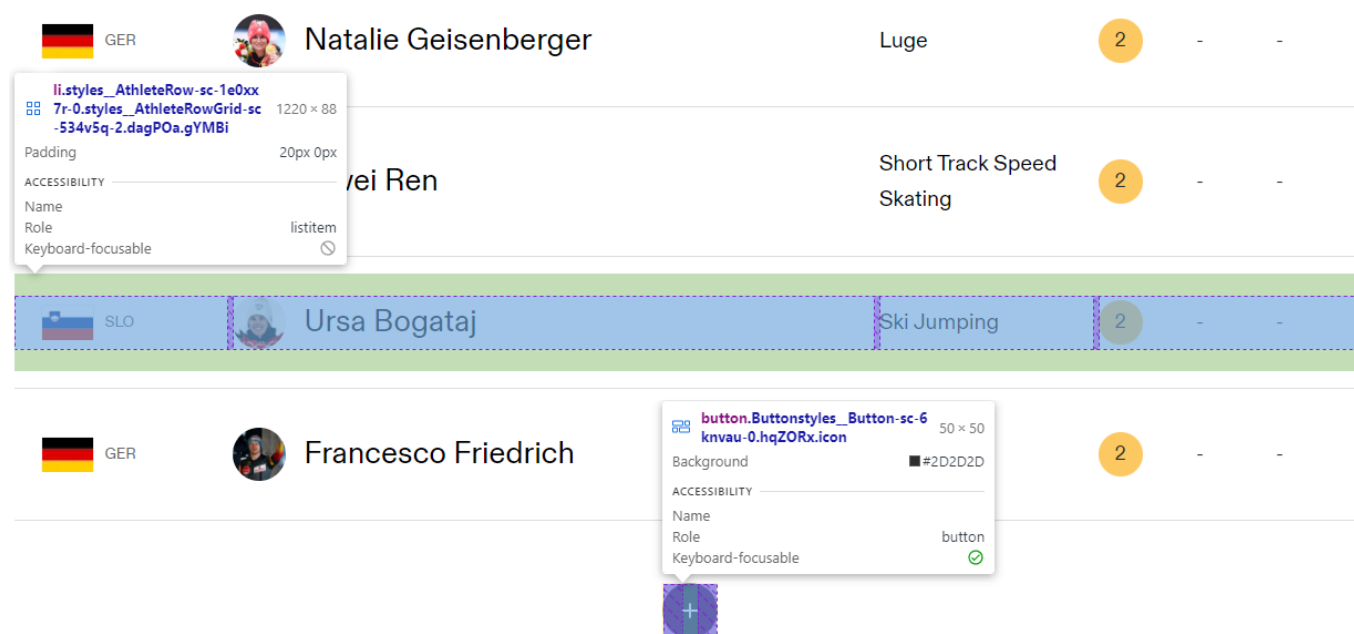 GER Natalie Geisenberger Luge 2 - -
li.styles__AthleteRow-sc-1e0xx
7r-0.styles__AthleteRowGrid-sc 1220 × 88
-534v5q-2.dagPOa.gYMBi
Padding 20px 0px
ACCESSIBILITY
Name
Role listitem
Keyboard-focusable
wei Ren Short Track Speed
Skating 2 - -
SLO Ursa Bogataj Ski Jumping 2 - -
GER Francesco Friedrich 2 - -
button.Buttonstyles__Button-sc-6 50 × 50
knvau-0.hqZORx.icon
Background #2D2D2D
ACCESSIBILITY
Name
Role button
Keyboard-focusable
+